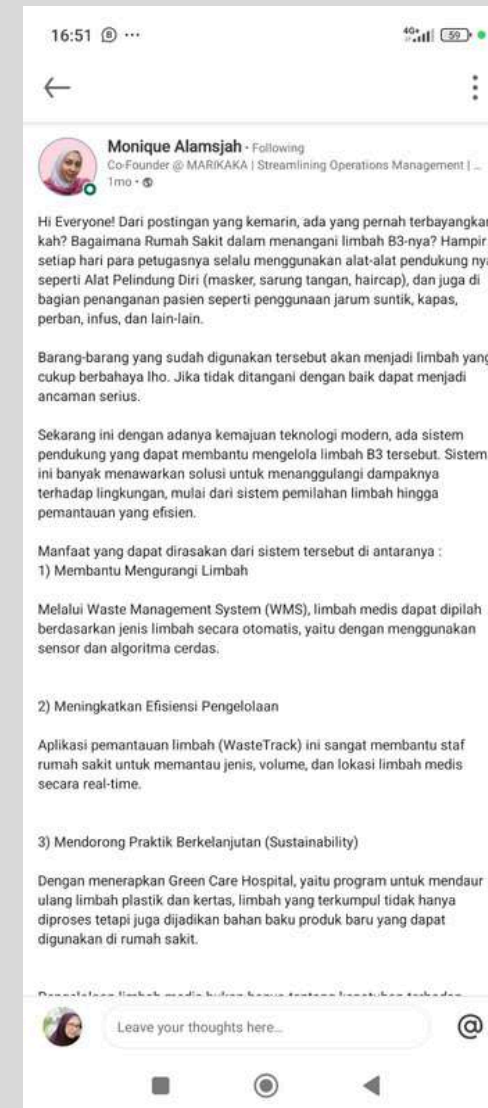 16:51
4G+
59
Monique Alamsjah · Following
Co-Founder @ MARIKAKA | Streamlining Operations Management | ...
1mo
Hi Everyone! Dari postingan yang kemarin, ada yang pernah terbayangkan
kah? Bagaimana Rumah Sakit dalam menangani limbah B3-nya? Hampir
setiap hari para petugasnya selalu menggunakan alat-alat pendukung nya
seperti Alat Pelindung Diri (masker, sarung tangan, haircap), dan juga di
bagian penanganan pasien seperti penggunaan jarum suntik, kapas,
perban, infus, dan lain-lain.
Barang-barang yang sudah digunakan tersebut akan menjadi limbah yang
cukup berbahaya lho. Jika tidak ditangani dengan baik dapat menjadi
ancaman serius.
Sekarang ini dengan adanya kemajuan teknologi modern, ada sistem
pendukung yang dapat membantu mengelola limbah B3 tersebut. Sistem
ini banyak menawarkan solusi untuk menanggulangi dampaknya
terhadap lingkungan, mulai dari sistem pemilahan limbah hingga
pemantauan yang efisien.
Manfaat yang dapat dirasakan dari sistem tersebut di antaranya :
1) Membantu Mengurangi Limbah
Melalui Waste Management System (WMS), limbah medis dapat dipilah
berdasarkan jenis limbah secara otomatis, yaitu dengan menggunakan
sensor dan algoritma cerdas.
2) Meningkatkan Efisiensi Pengelolaan
Aplikasi pemantauan limbah (WasteTrack) ini sangat membantu staf
rumah sakit untuk memantau jenis, volume, dan lokasi limbah medis
secara real-time.
3) Mendorong Praktik Berkelanjutan (Sustainability)
Dengan menerapkan Green Care Hospital, yaitu program untuk mendaur
ulang limbah plastik dan kertas, limbah yang terkumpul tidak hanya
diproses tetapi juga dijadikan bahan baku produk baru yang dapat
digunakan di rumah sakit.
Leave your thoughts here...
@